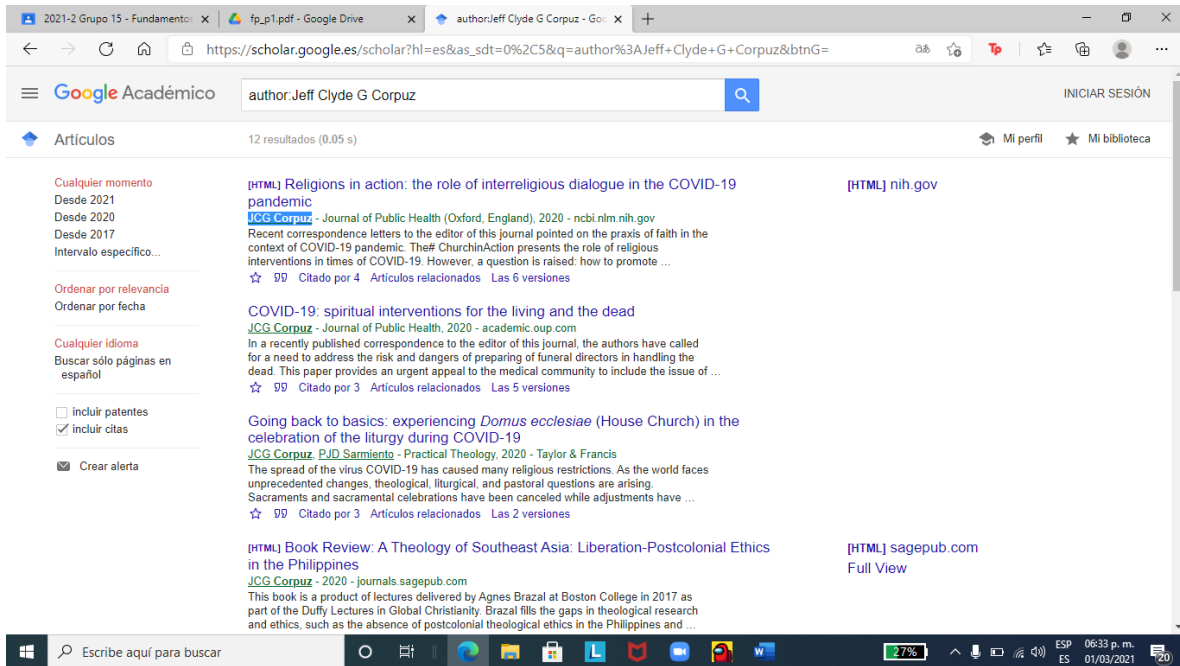 2021-2 Grupo 15 - Fundamentos
fp_p1.pdf - Google Drive
author:Jeff Clyde G Corpuz - Goo
https://scholar.google.es/scholar?hl=es&as_sdt=0%2C5&q=author%3AJeff+Clyde+G+Corpuz&btnG=
aあ
Tp
Google Académico
author:Jeff Clyde G Corpuz
INICIAR SESIÓN
Artículos
12 resultados (0.05 s)
Mi perfil
Mi biblioteca
Cualquier momento
Desde 2021
Desde 2020
Desde 2017
Intervalo específico...
Ordenar por relevancia
Ordenar por fecha
Cualquier idioma
Buscar sólo páginas en
español
incluir patentes
incluir citas
Crear alerta
[HTML] Religions in action: the role of interreligious dialogue in the COVID-19
pandemic
JCG Corpuz - Journal of Public Health (Oxford, England), 2020 - ncbi.nlm.nih.gov
Recent correspondence letters to the editor of this journal pointed on the praxis of faith in the
context of COVID-19 pandemic. The# ChurchinAction presents the role of religious
interventions in times of COVID-19. However, a question is raised: how to promote ...
Citado por 4 Artículos relacionados Las 6 versiones
[HTML] nih.gov
COVID-19: spiritual interventions for the living and the dead
JCG Corpuz - Journal of Public Health, 2020 - academic.oup.com
In a recently published correspondence to the editor of this journal, the authors have called
for a need to address the risk and dangers of preparing of funeral directors in handling the
dead. This paper provides an urgent appeal to the medical community to include the issue of ...
Citado por 3 Artículos relacionados Las 5 versiones
Going back to basics: experiencing Domus ecclesiae (House Church) in the
celebration of the liturgy during COVID-19
JCG Corpuz, PJD Sarmiento - Practical Theology, 2020 - Taylor & Francis
The spread of the virus COVID-19 has caused many religious restrictions. As the world faces
unprecedented changes, theological, liturgical, and pastoral questions are arising.
Sacraments and sacramental celebrations have been canceled while adjustments have ...
Citado por 3 Artículos relacionados Las 2 versiones
[HTML] Book Review: A Theology of Southeast Asia: Liberation-Postcolonial Ethics
in the Philippines
JCG Corpuz - 2020 - journals.sagepub.com
This book is a product of lectures delivered by Agnes Brazal at Boston College in 2017 as
part of the Duffy Lectures in Global Christianity. Brazal fills the gaps in theological research
and ethics, such as the absence of postcolonial theological ethics in the Philippines and ...
[HTML] sagepub.com
Full View
Escribe aquí para buscar
L
W
27%
ESP
ES
06:33 p. m.
01/03/2021
20